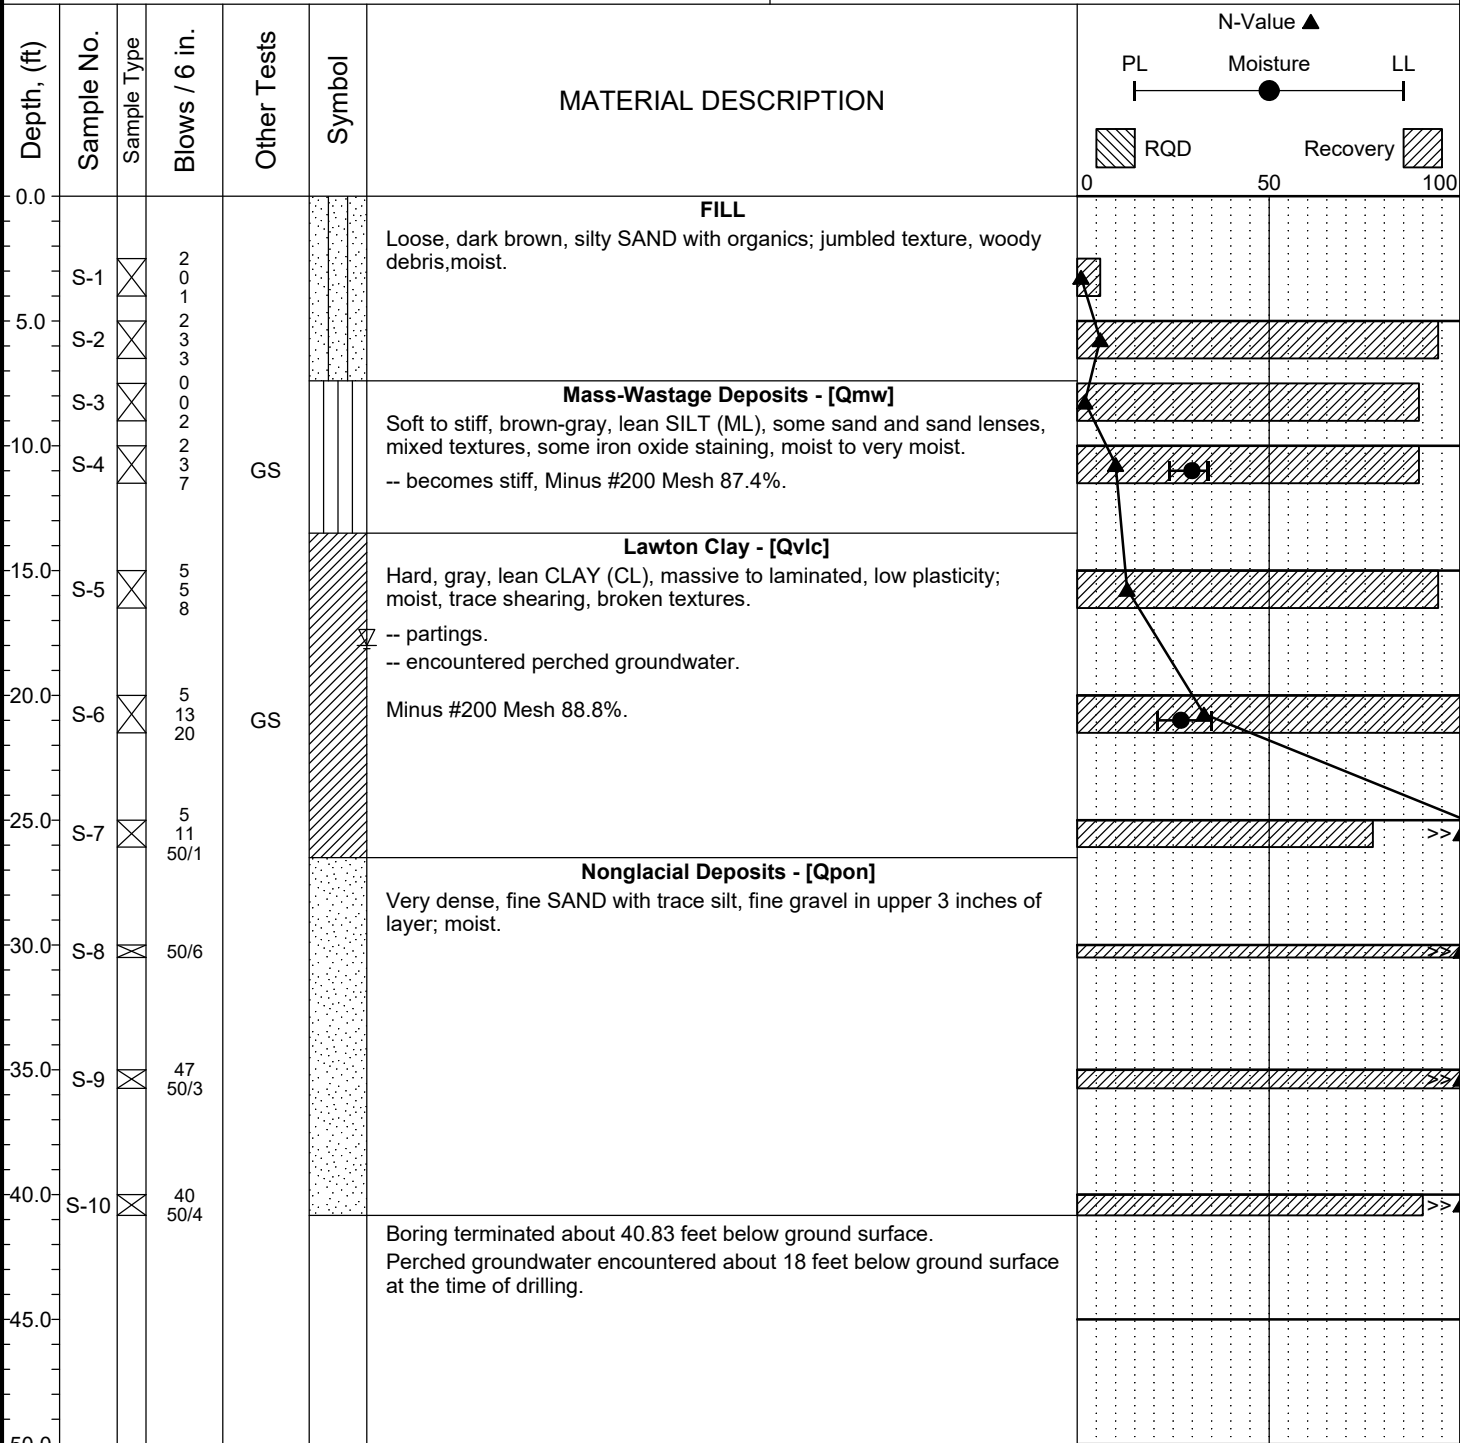 Depth, (ft)
Sample No.
Sample Type
Blows / 6 in.
Other Tests
Symbol
MATERIAL DESCRIPTION
N-Value
PL Moisture LL
RQD Recovery
0 50 100
0.0
FILL
Loose, dark brown, silty SAND with organics; jumbled texture, woody
debris,moist.
S-1
2
0
1
5.0
S-2
2
3
3
S-3
0
0
2
Mass-Wastage Deposits - [Qmw]
Soft to stiff, brown-gray, lean SILT (ML), some sand and sand lenses,
mixed textures, some iron oxide staining, moist to very moist.
10.0
S-4
2
3
7
GS
-- becomes stiff, Minus #200 Mesh 87.4%.
Lawton Clay - [Qvlc]
Hard, gray, lean CLAY (CL), massive to laminated, low plasticity;
moist, trace shearing, broken textures.
15.0
S-5
5
5
8
-- partings.
-- encountered perched groundwater.
20.0
S-6
5
13
20
GS
Minus #200 Mesh 88.8%.
25.0
S-7
5
11
50/1
>>
Nonglacial Deposits - [Qpon]
Very dense, fine SAND with trace silt, fine gravel in upper 3 inches of
layer; moist.
30.0
S-8
50/6
>>
35.0
S-9
47
50/3
>>
40.0
S-10
40
50/4
>>
Boring terminated about 40.83 feet below ground surface.
Perched groundwater encountered about 18 feet below ground surface
at the time of drilling.
45.0
50.0